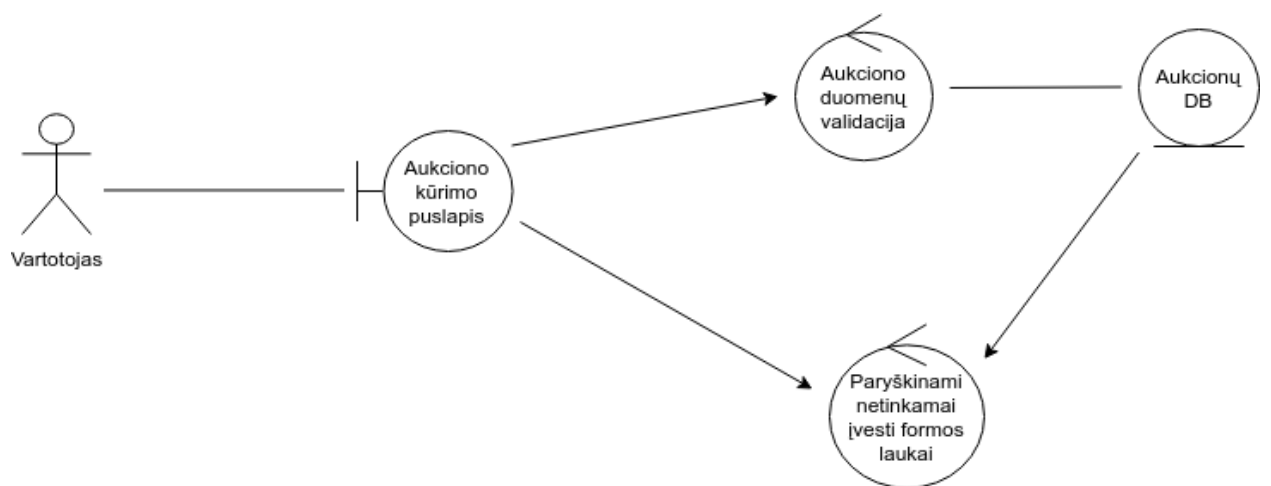 Vartotojas
Aukciono
kūrimo
puslapis
Aukciono
duomenų
validacija
Aukcionų
DB
Paryškinami
netinkamai
įvesti formos
laukai